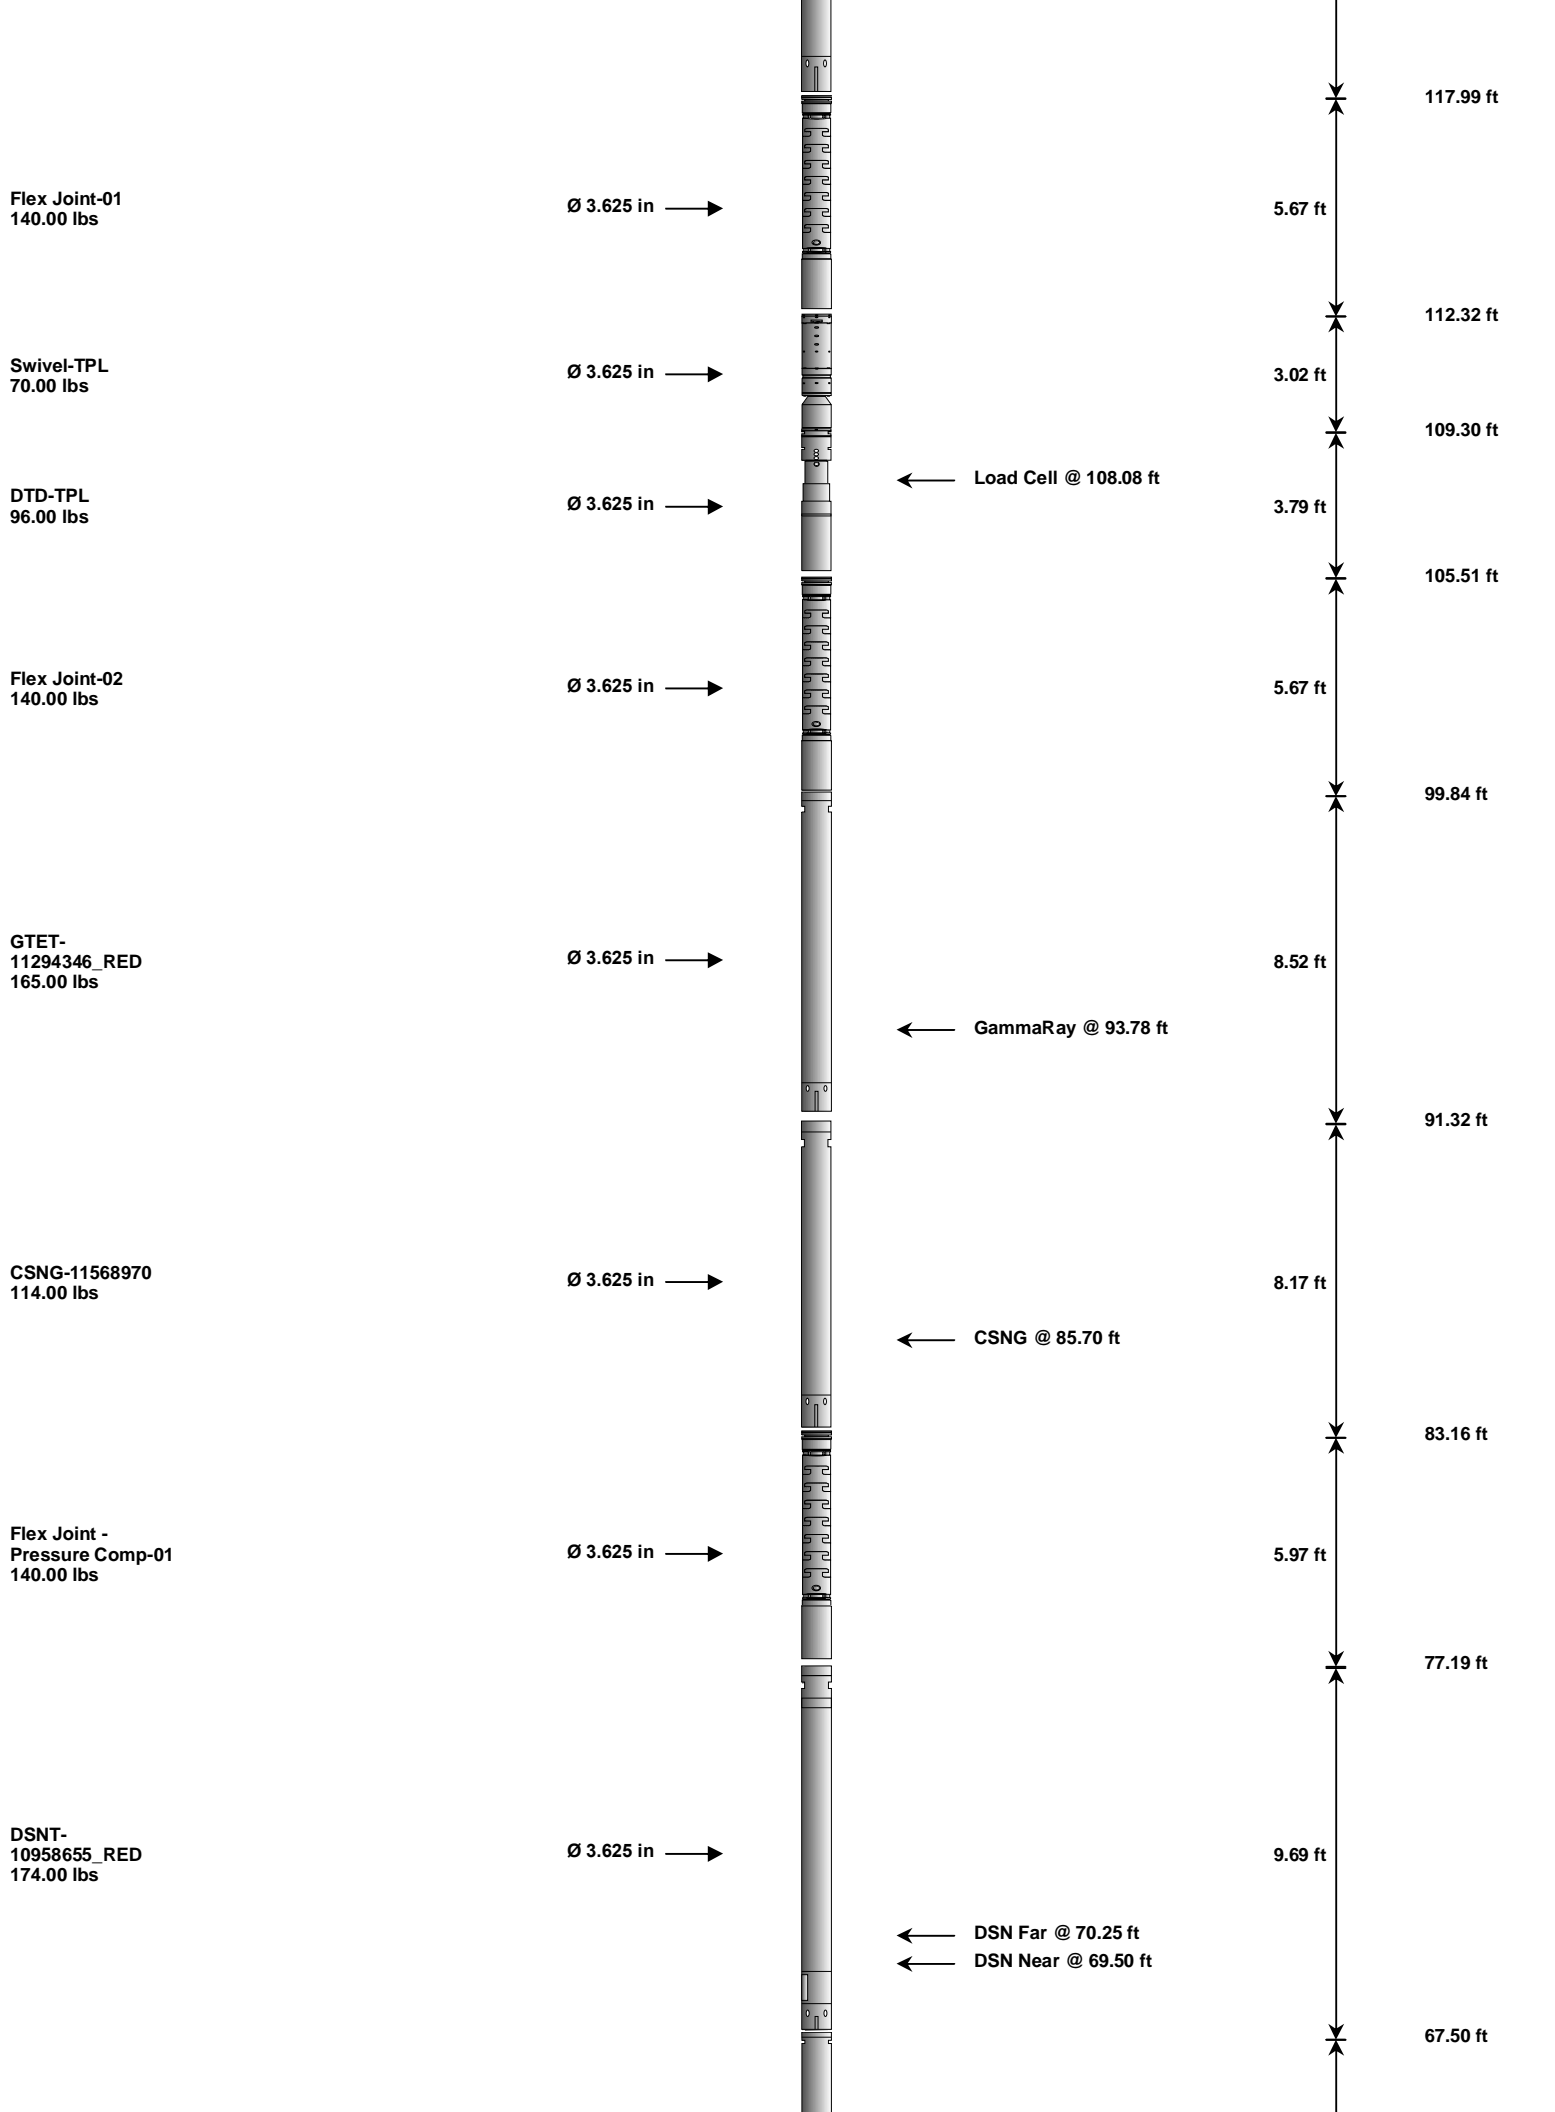 117.99 ft
Flex Joint-01
140.00 lbs
Ø 3.625 in
5.67 ft
112.32 ft
Swivel-TPL
70.00 lbs
Ø 3.625 in
3.02 ft
109.30 ft
Load Cell @ 108.08 ft
DTD-TPL
96.00 lbs
Ø 3.625 in
3.79 ft
105.51 ft
Flex Joint-02
140.00 lbs
Ø 3.625 in
5.67 ft
99.84 ft
GTET-
11294346_RED
165.00 lbs
Ø 3.625 in
8.52 ft
GammaRay @ 93.78 ft
91.32 ft
CSNG-11568970
114.00 lbs
Ø 3.625 in
8.17 ft
CSNG @ 85.70 ft
83.16 ft
Flex Joint -
Pressure Comp-01
140.00 lbs
Ø 3.625 in
5.97 ft
77.19 ft
DSNT-
10958655_RED
174.00 lbs
Ø 3.625 in
9.69 ft
DSN Far @ 70.25 ft
DSN Near @ 69.50 ft
67.50 ft